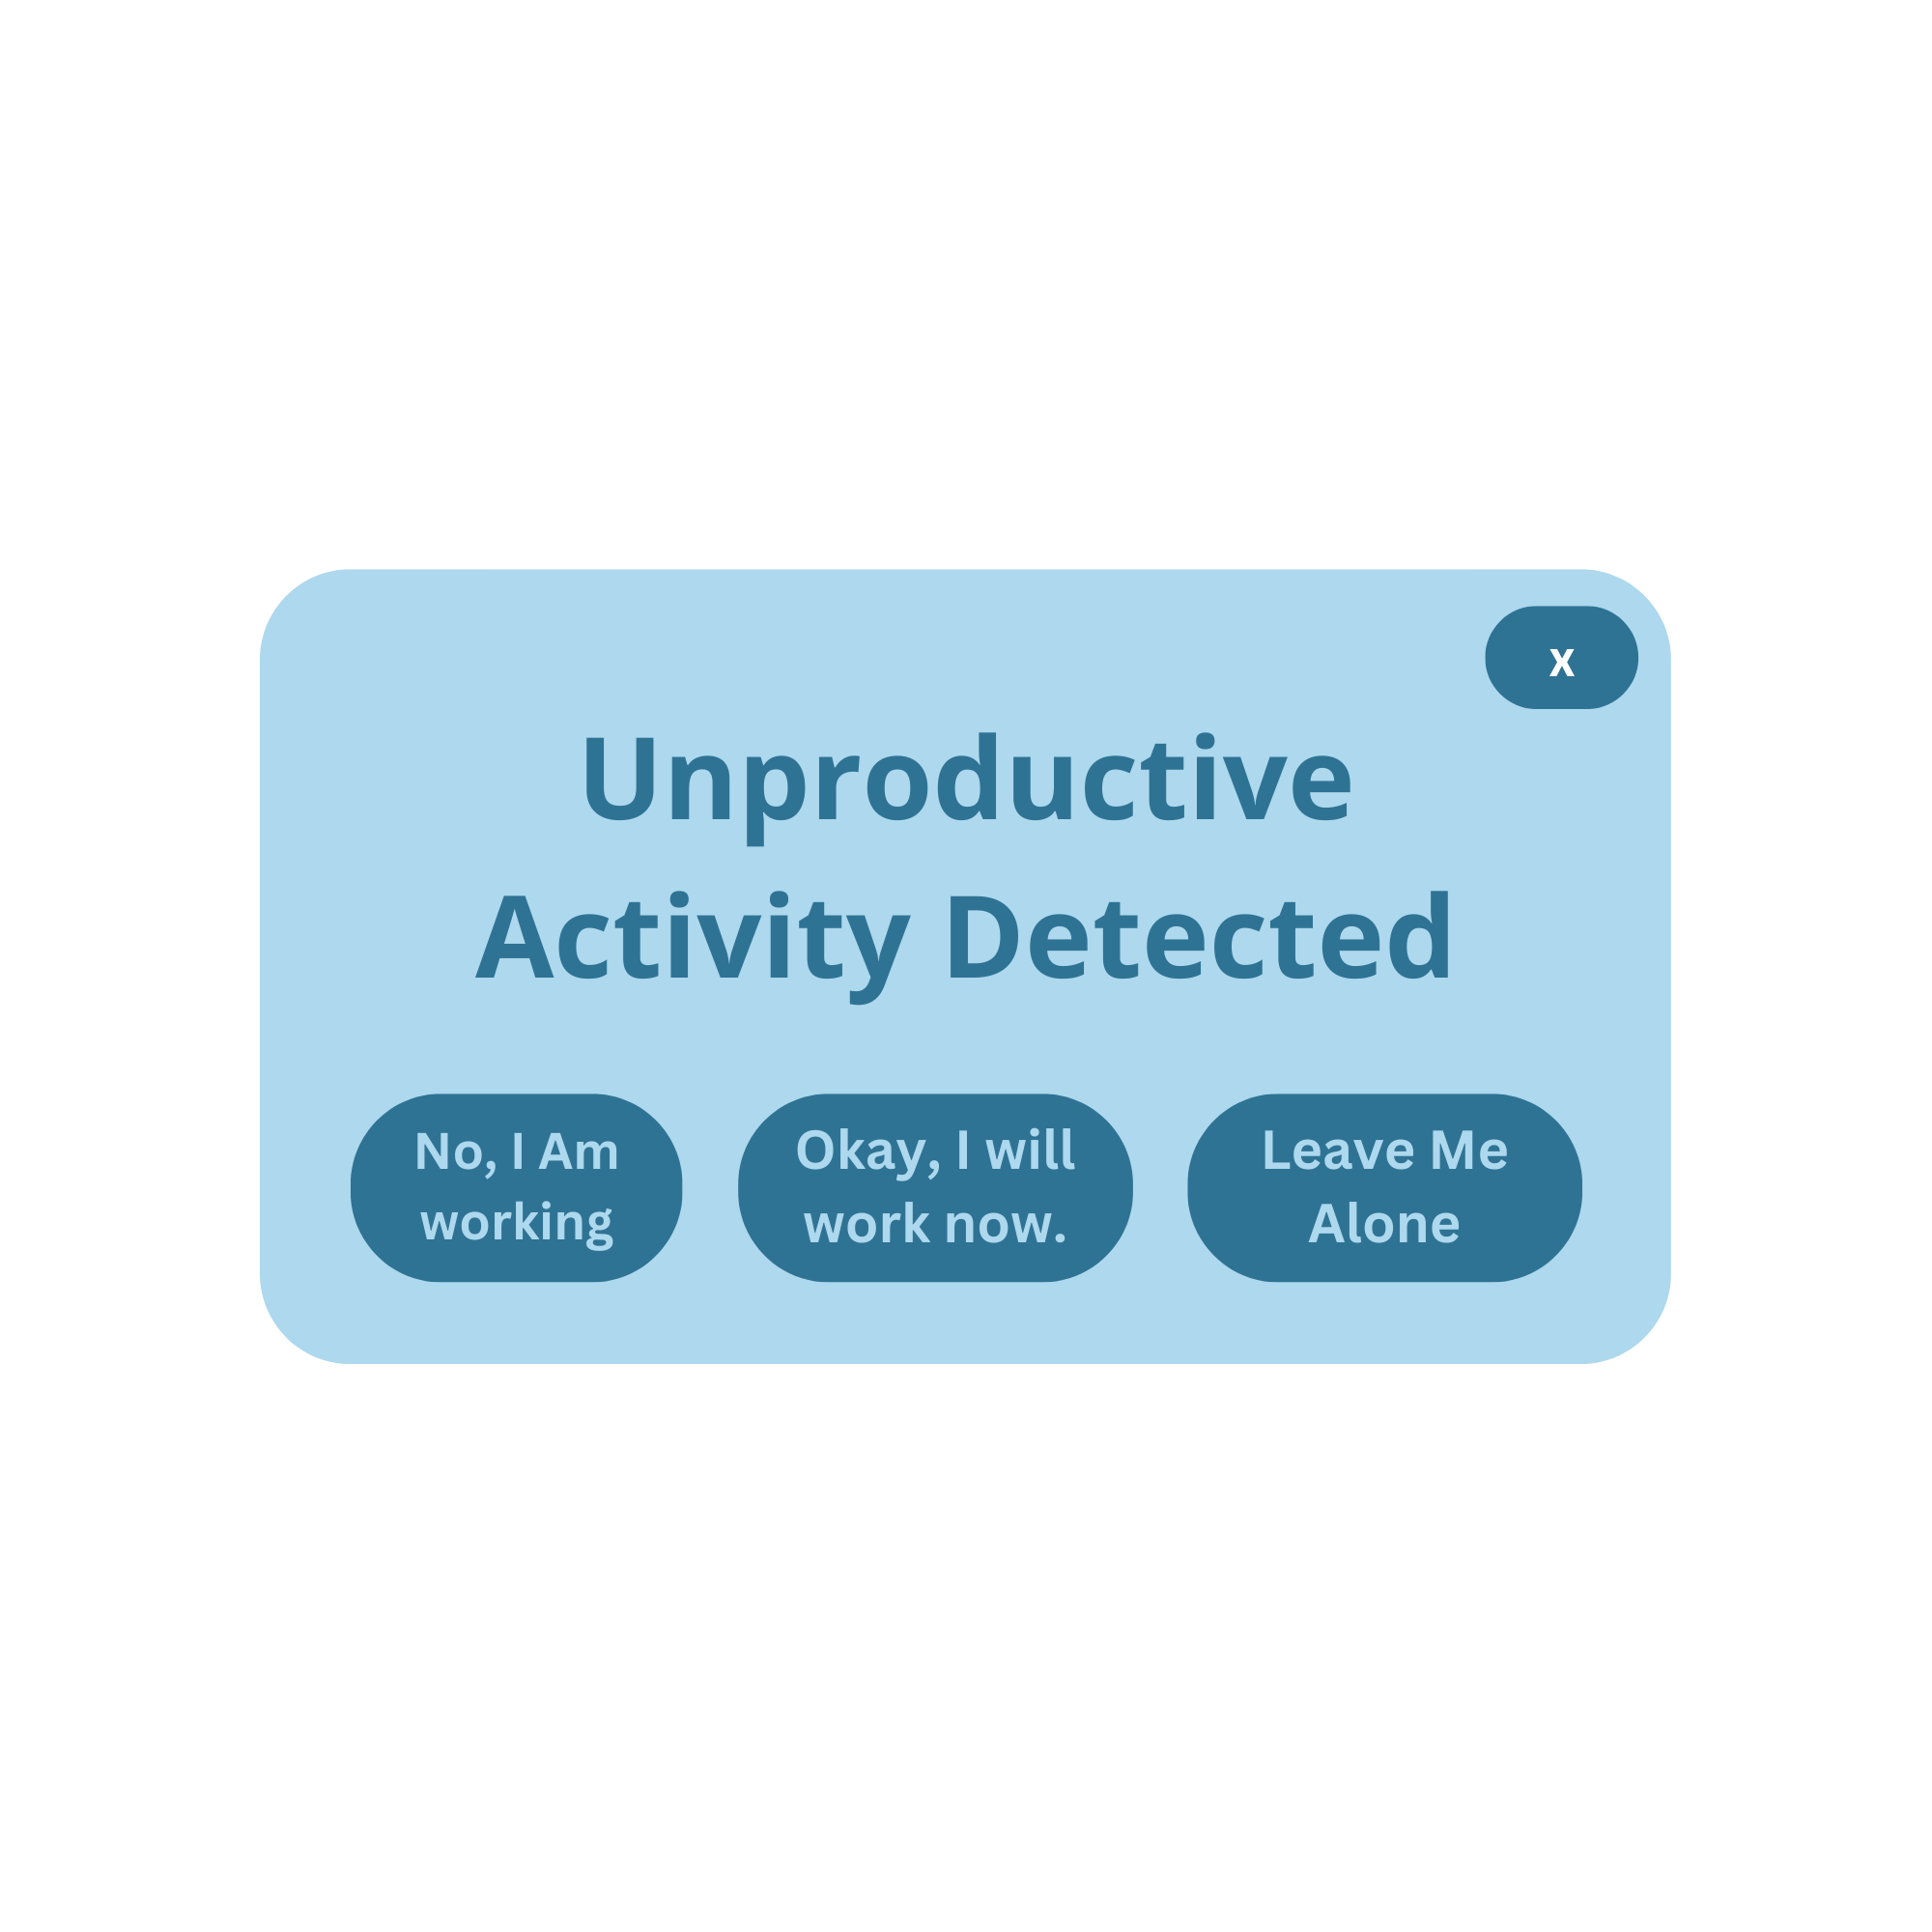 x
Unproductive
Activity Detected
No, I Am
working
Okay, I will
work now.
Leave Me
Alone